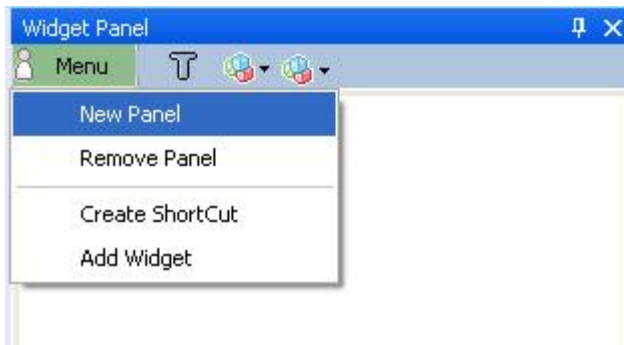 Widget Panel
Menu
New Panel
Remove Panel
Create ShortCut
Add Widget